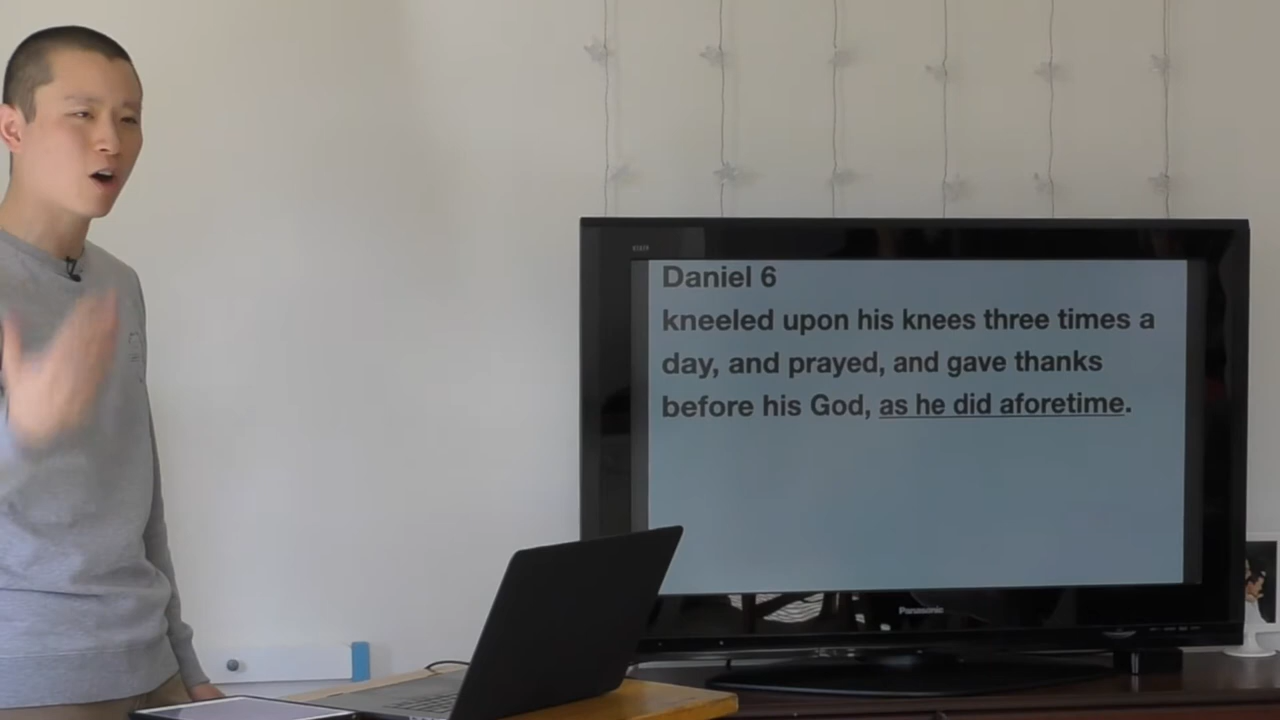 Daniel 6
kneeled upon his knees three times a
day, and prayed, and gave thanks
before his God, as he did aforetime.
Panasonic